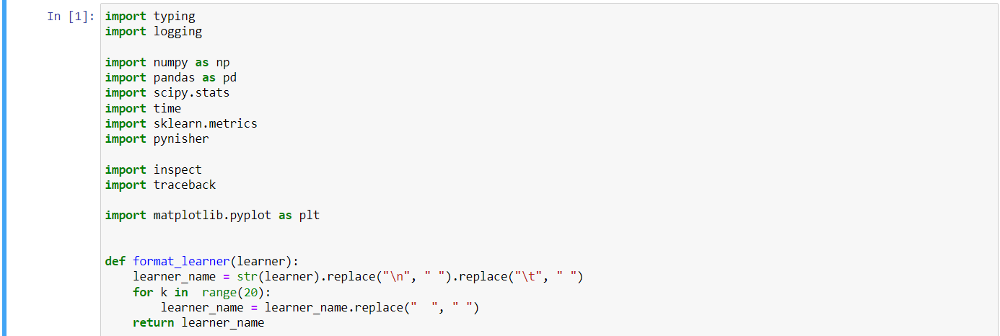 In [1]: import typing
import logging

import numpy as np
import pandas as pd
import scipy.stats
import time
import sklearn.metrics
import pynisher

import inspect
import traceback

import matplotlib.pyplot as plt


def format_learner(learner):
    learner_name = str(learner).replace("\n", " ").replace("\t", " ")
    for k in  range(20):
        learner_name = learner_name.replace("  ", " ")
    return learner_name